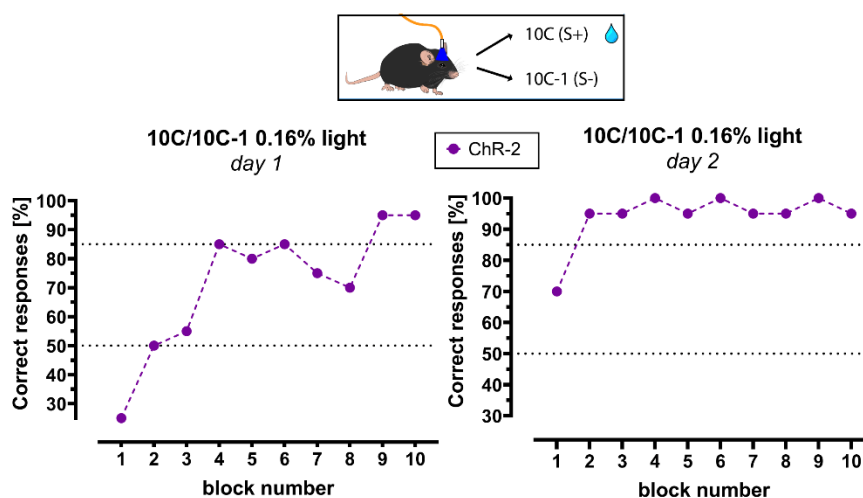 10C (S+)
10C-1 (S-)
10C/10C-1 0.16% light
day 1
ChR-2
10C/10C-1 0.16% light
day 2
Correct responses [%]
100
90
80
70
60
50
40
30
1 2 3 4 5 6 7 8 9 10
block number
Correct responses [%]
100
90
80
70
60
50
40
30
1 2 3 4 5 6 7 8 9 10
block number